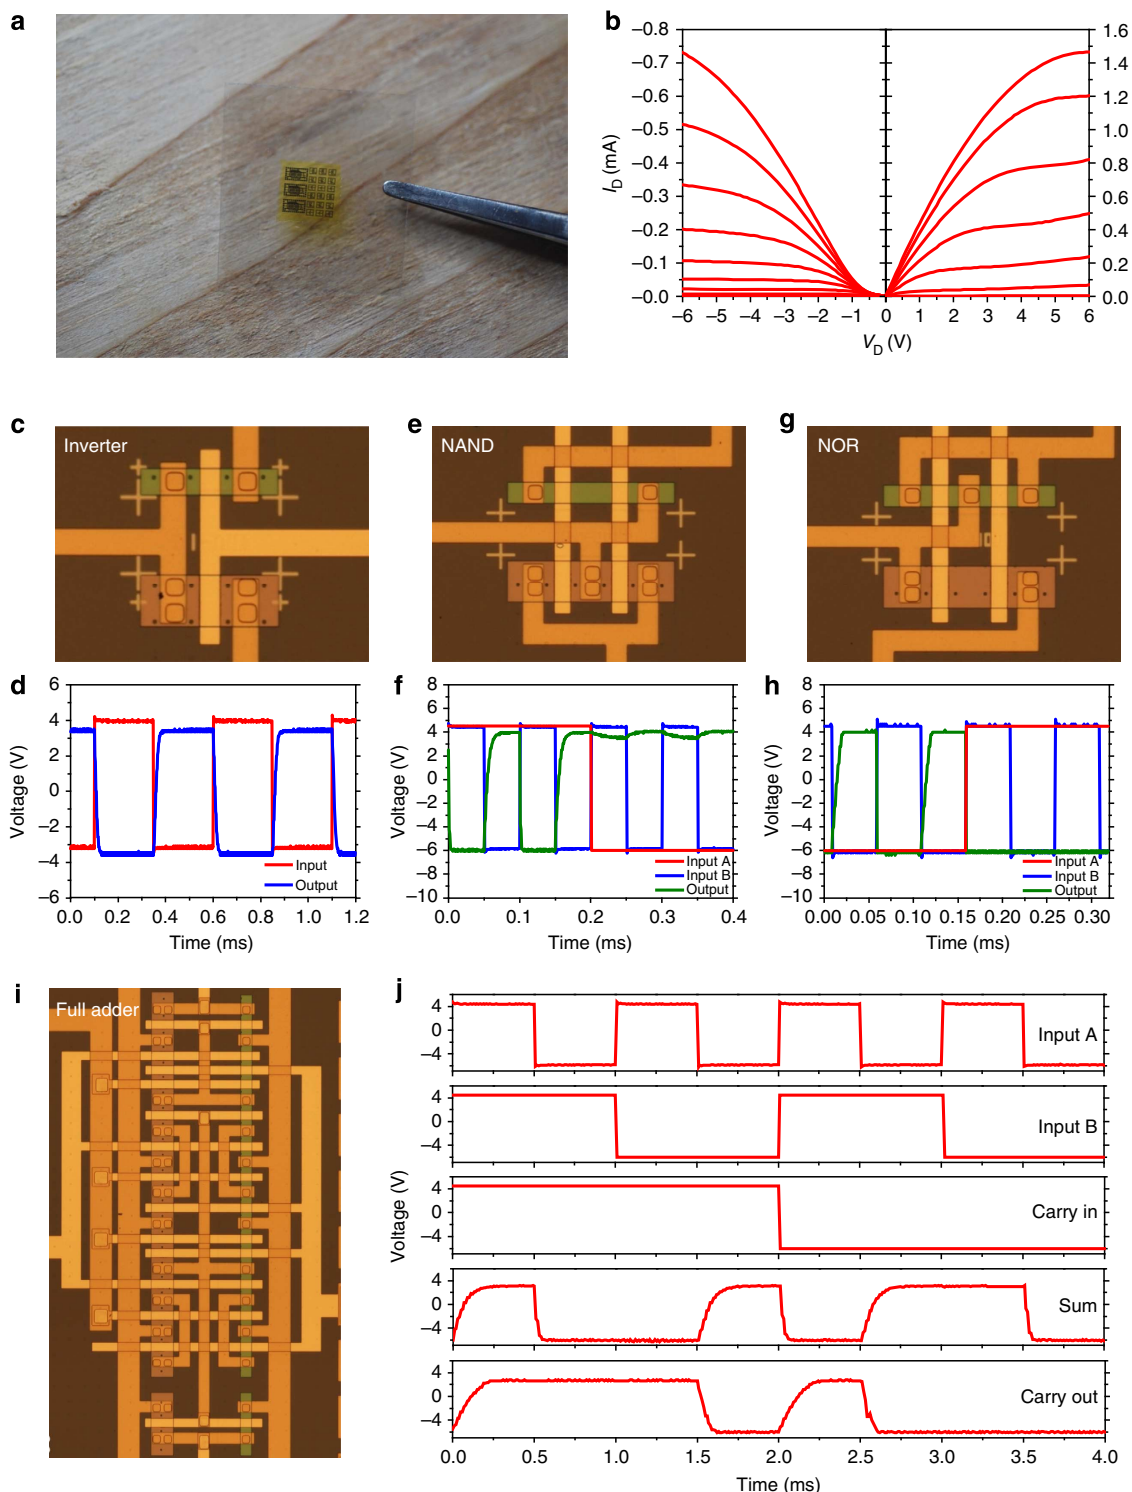 a
b
−0.8
−0.7
−0.6
−0.5
−0.4
−0.3
−0.2
−0.1
−0.0
I_D (mA)
1.6
1.4
1.2
1.0
0.8
0.6
0.4
0.2
0.0
−6 −5 −4 −3 −2 −1 0 1 2 3 4 5 6
V_D (V)
c
Inverter
e
NAND
g
NOR
d
6
4
2
0
−2
−4
−6
Voltage (V)
Input
Output
0.0 0.2 0.4 0.6 0.8 1.0 1.2
Time (ms)
f
8
6
4
2
0
−2
−4
−6
−8
−10
Voltage (V)
Input A
Input B
Output
0.0 0.1 0.2 0.3 0.4
Time (ms)
h
8
6
4
2
0
−2
−4
−6
−8
−10
Voltage (V)
Input A
Input B
Output
0.00 0.05 0.10 0.15 0.20 0.25 0.30
Time (ms)
i
Full adder
j
4
0
−4
Input A
4
0
−4
Input B
4
0
−4
Carry in
4
0
−4
Sum
4
0
−4
Carry out
Voltage (V)
0.0 0.5 1.0 1.5 2.0 2.5 3.0 3.5 4.0
Time (ms)